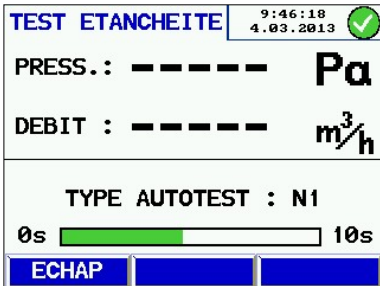 TEST ETANCHEITE
9:46:18
4.03.2013
PRESS.: ----- Pa
DEBIT : ----- m³/h
TYPE AUTOTEST : N1
0s 10s
ECHAP